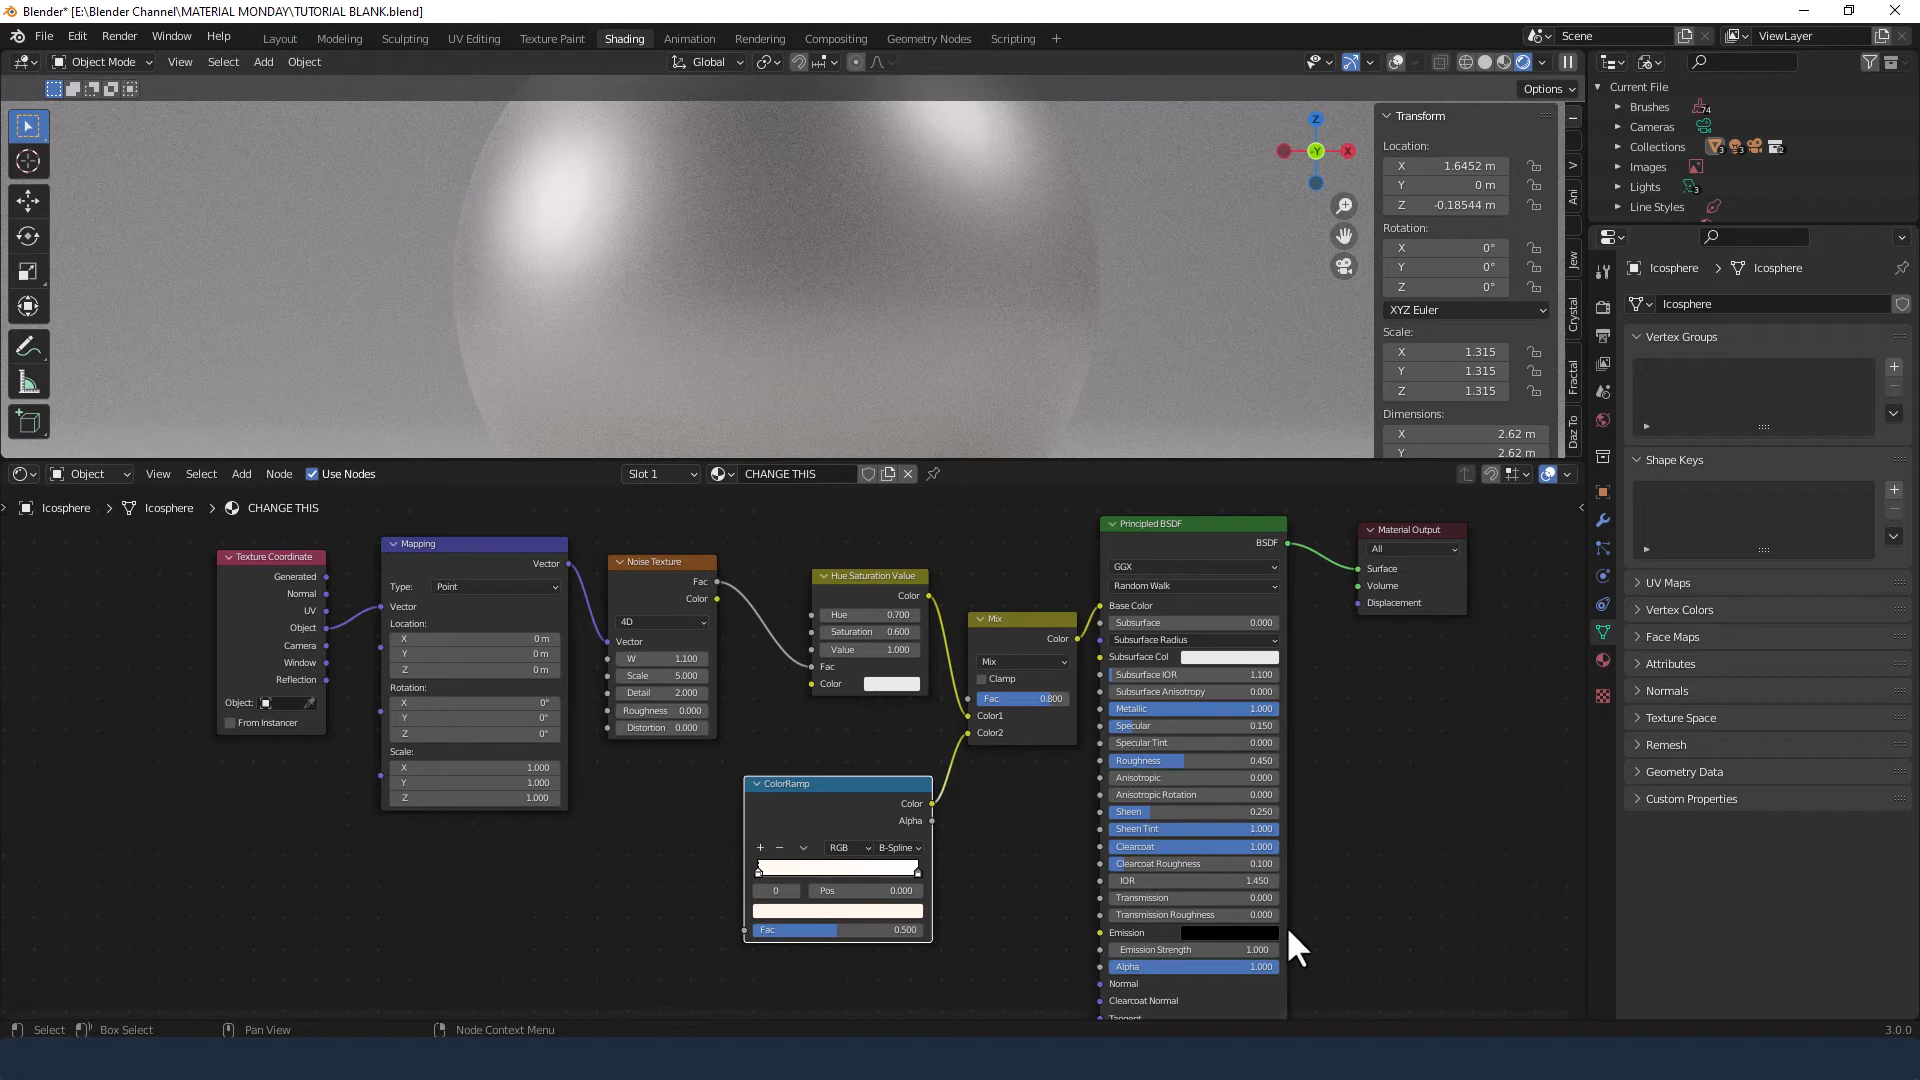 Blender* [E:\Blender Channel\MATERIAL MONDAY\TUTORIAL BLANK.blend]
File Edit Render Window Help Layout Modeling Sculpting UV Editing Texture Paint Shading Animation Rendering Compositing Geometry Nodes Scripting + Scene ViewLayer
Object Mode View Select Add Object Global
Options
Transform
Location:
X 1.6452 m
Y 0 m
Z -0.18544 m
Rotation:
X 0°
Y 0°
Z 0°
XYZ Euler
Scale:
X 1.315
Y 1.315
Z 1.315
Dimensions:
X 2.62 m
Y 2.62 m
Z
-Y
X
V
Ani
Jew
Crystal
Fractal
Daz To
Current File
Brushes 74
Cameras
Collections 3 3 2
Images
Lights 3
Line Styles
Icosphere > Icosphere
Icosphere
Vertex Groups
Shape Keys
UV Maps
Vertex Colors
Face Maps
Attributes
Normals
Texture Space
Remesh
Geometry Data
Custom Properties
Object View Select Add Node Use Nodes Slot 1 CHANGE THIS
Icosphere > Icosphere > CHANGE THIS
Texture Coordinate
Generated
Normal
UV
Object
Camera
Window
Reflection
Object:
From Instancer
Mapping
Vector
Type: Point
Vector
Location:
X 0 m
Y 0 m
Z 0 m
Rotation:
X 0°
Y 0°
Z 0°
Scale:
X 1.000
Y 1.000
Z 1.000
Noise Texture
Fac
Color
4D
Vector
W 1.100
Scale 5.000
Detail 2.000
Roughness 0.000
Distortion 0.000
Hue Saturation Value
Color
Hue 0.700
Saturation 0.600
Value 1.000
Fac
Color
ColorRamp
Color
Alpha
+ − RGB B-Spline
0 Pos 0.000
Fac 0.500
Mix
Color
Mix
Clamp
Fac 0.800
Color1
Color2
Principled BSDF
BSDF
GGX
Random Walk
Base Color
Subsurface 0.000
Subsurface Radius
Subsurface Col
Subsurface IOR 1.100
Subsurface Anisotropy 0.000
Metallic 1.000
Specular 0.150
Specular Tint 0.000
Roughness 0.450
Anisotropic 0.000
Anisotropic Rotation 0.000
Sheen 0.250
Sheen Tint 1.000
Clearcoat 1.000
Clearcoat Roughness 0.100
IOR 1.450
Transmission 0.000
Transmission Roughness 0.000
Emission
Emission Strength 1.000
Alpha 1.000
Normal
Clearcoat Normal
Tangent
Material Output
All
Surface
Volume
Displacement
Select Box Select Pan View Node Context Menu 3.0.0